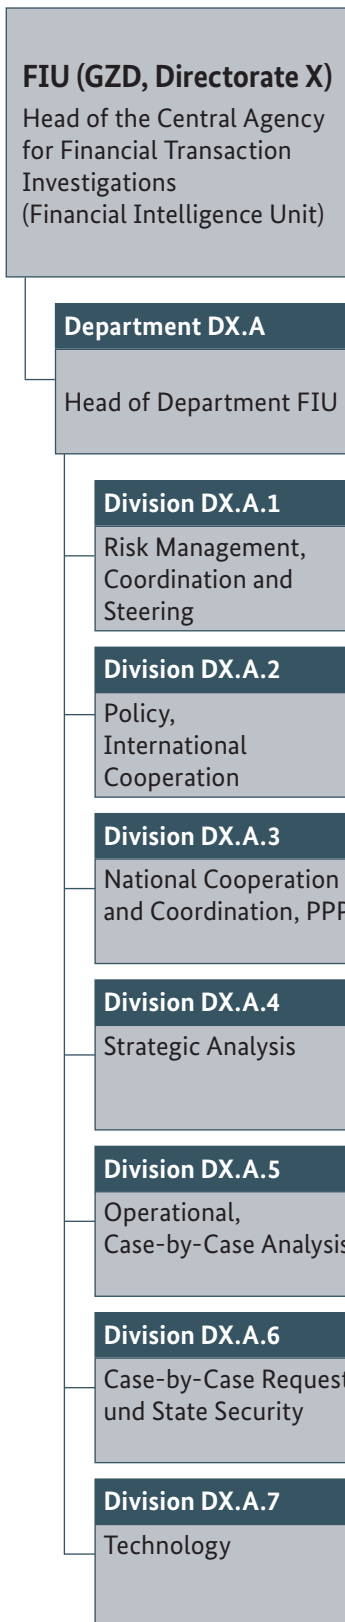 FIU (GZD, Directorate X)
Head of the Central Agency
for Financial Transaction
Investigations
(Financial Intelligence Unit)
Department DX.A
Head of Department FIU
Division DX.A.1
Risk Management,
Coordination and
Steering
Division DX.A.2
Policy,
International
Cooperation
Division DX.A.3
National Cooperation
and Coordination, PPP
Division DX.A.4
Strategic Analysis
Division DX.A.5
Operational,
Case-by-Case Analysis
Division DX.A.6
Case-by-Case Request
und State Security
Division DX.A.7
Technology